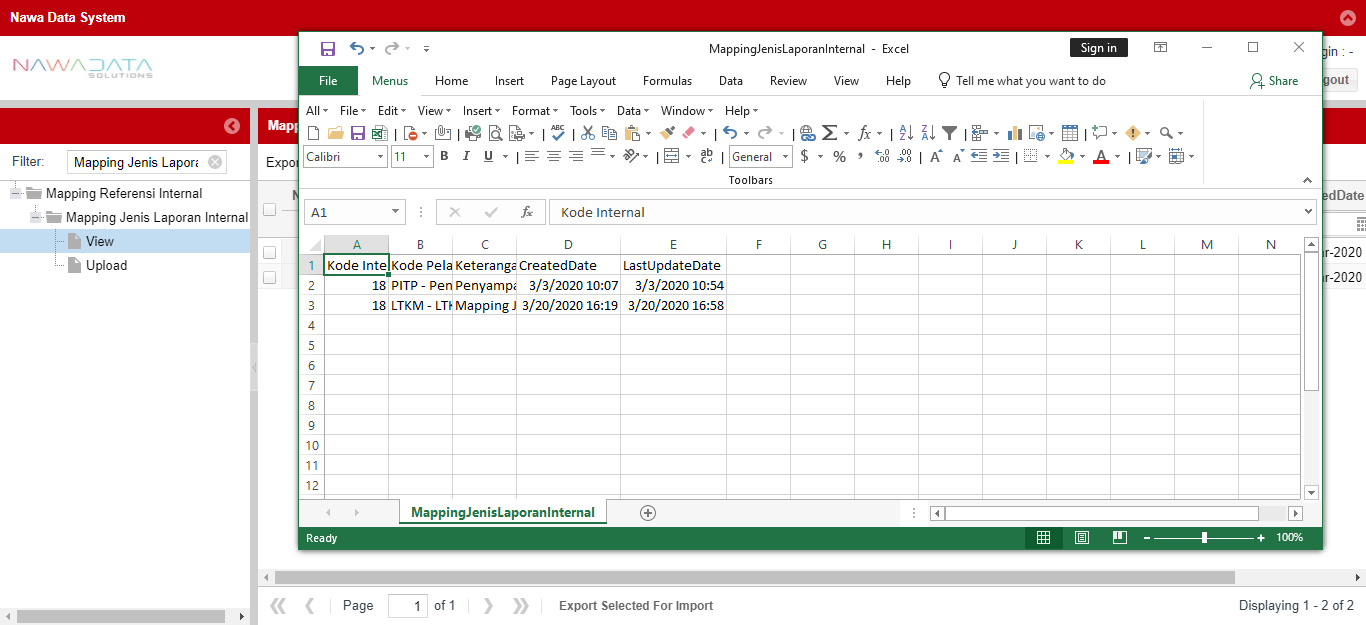 Nawa Data System
NAWADATA
SOLUTIONS
MappingJenisLaporanInternal - Excel
Sign in
File Menus Home Insert Page Layout Formulas Data Review View Help Tell me what you want to do Share
All File Edit View Insert Format Tools Data Window Help
Calibri 11 B I U General $ %
Toolbars
A1 fx Kode Internal
Filter: Mapping Jenis Lapora
Mapping Referensi Internal
Mapping Jenis Laporan Internal
View
Upload
A B C D E F G H I J K L M N
1 Kode Inte Kode Pela Keteranga CreatedDate LastUpdateDate
2 18 PITP - Pen Penyampa 3/3/2020 10:07 3/3/2020 10:54
3 18 LTKM - LTK Mapping J 3/20/2020 16:19 3/20/2020 16:58
4
5
6
7
8
9
10
11
12
MappingJenisLaporanInternal
Ready 100%
gin : -
gout
Mapp
Expor
edDate
r-2020
r-2020
Page 1 of 1 Export Selected For Import Displaying 1 - 2 of 2